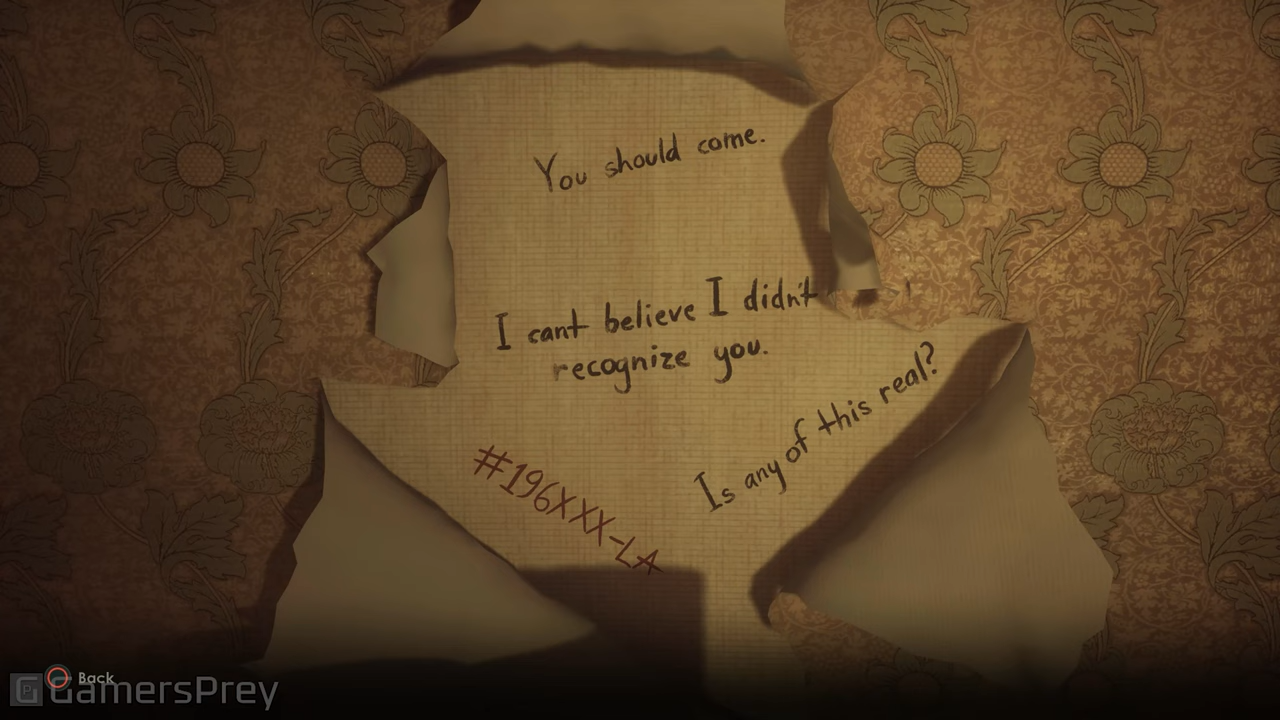 You should come.
I cant believe I didn't
recognize you.
Is any of this real?
#196XXX-LA
Back
GamersPrey